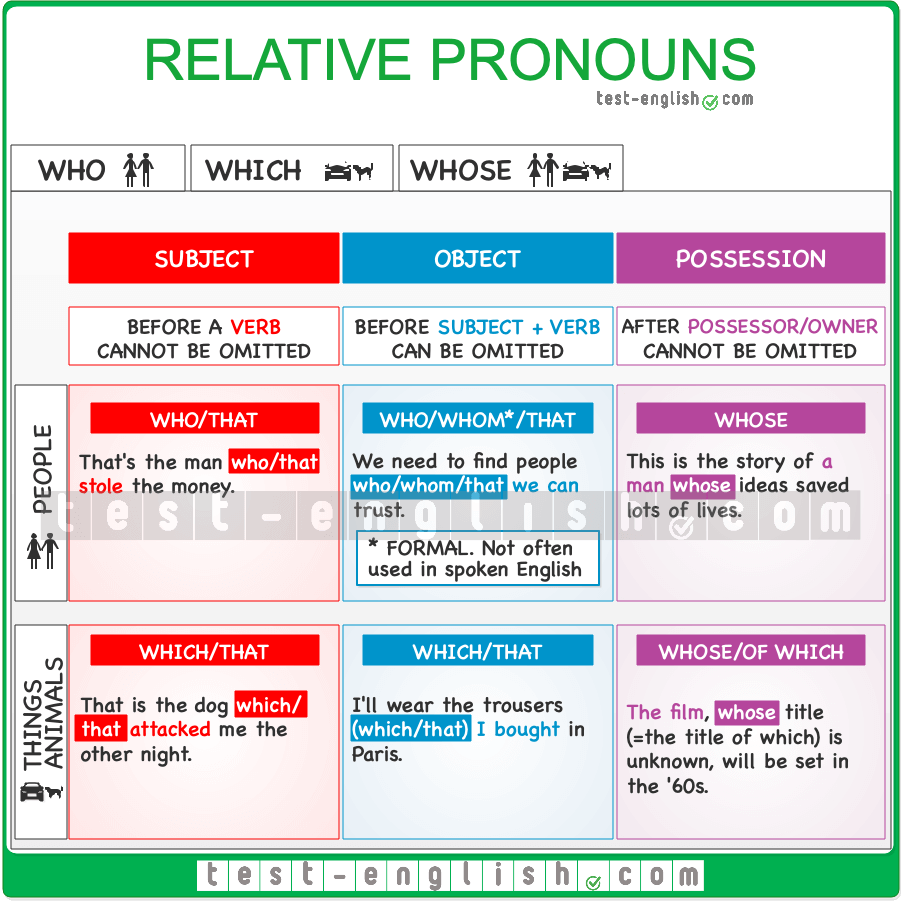 RELATIVE PRONOUNS
test-english.com
WHO
WHICH
WHOSE
SUBJECT
OBJECT
POSSESSION
BEFORE A VERB
CANNOT BE OMITTED
BEFORE SUBJECT + VERB
CAN BE OMITTED
AFTER POSSESSOR/OWNER
CANNOT BE OMITTED
PEOPLE
WHO/THAT
That's the man who/that
stole the money.
WHO/WHOM*/THAT
We need to find people
who/whom/that we can
trust.
* FORMAL. Not often
used in spoken English
WHOSE
This is the story of a
man whose ideas saved
lots of lives.
test-english.com
THINGS
ANIMALS
WHICH/THAT
That is the dog which/
that attacked me the
other night.
WHICH/THAT
I'll wear the trousers
(which/that) I bought in
Paris.
WHOSE/OF WHICH
The film, whose title
(=the title of which) is
unknown, will be set in
the '60s.
test-english.com